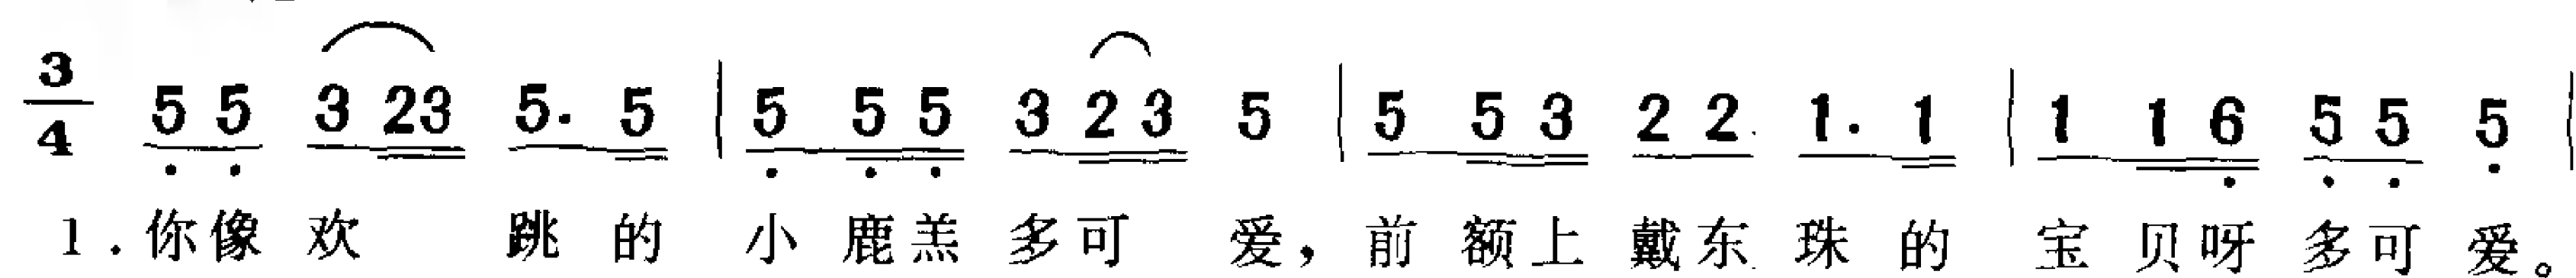 3/4 5 5 3 23 5. 5 | 5 5 5 3 2 3 5 | 5 5 3 2 2 1. 1 | 1 1 6 5 5 5 |
1.你像欢 跳的 小鹿羔多可 爱，前额上戴东珠的 宝贝呀多可爱。